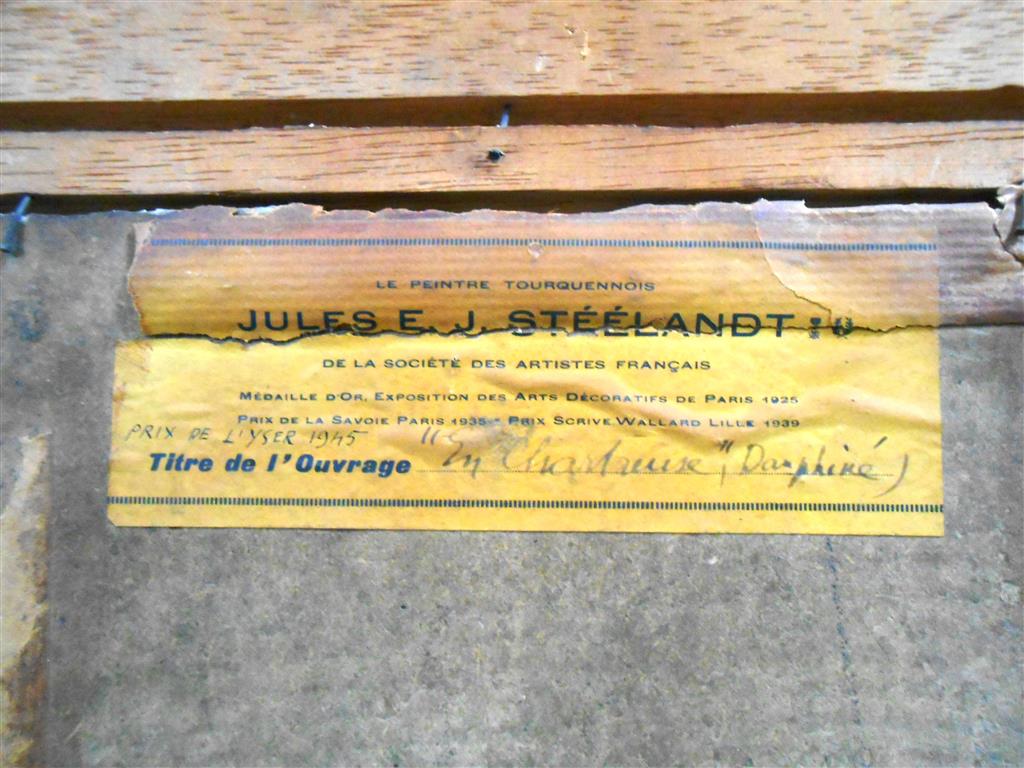 LE PEINTRE TOURQUENNOIS
JULES E. J. STÉÉLANDT
DE LA SOCIÉTÉ DES ARTISTES FRANÇAIS
MÉDAILLE D'OR, EXPOSITION DES ARTS DÉCORATIFS DE PARIS 1925
PRIX DE LA SAVOIE PARIS 1935 - PRIX SCRIVE WALLARD LILLE 1939
PRIX DE L'YSER 1945
Titre de l'Ouvrage "En Chartreuse", Dauphiné)